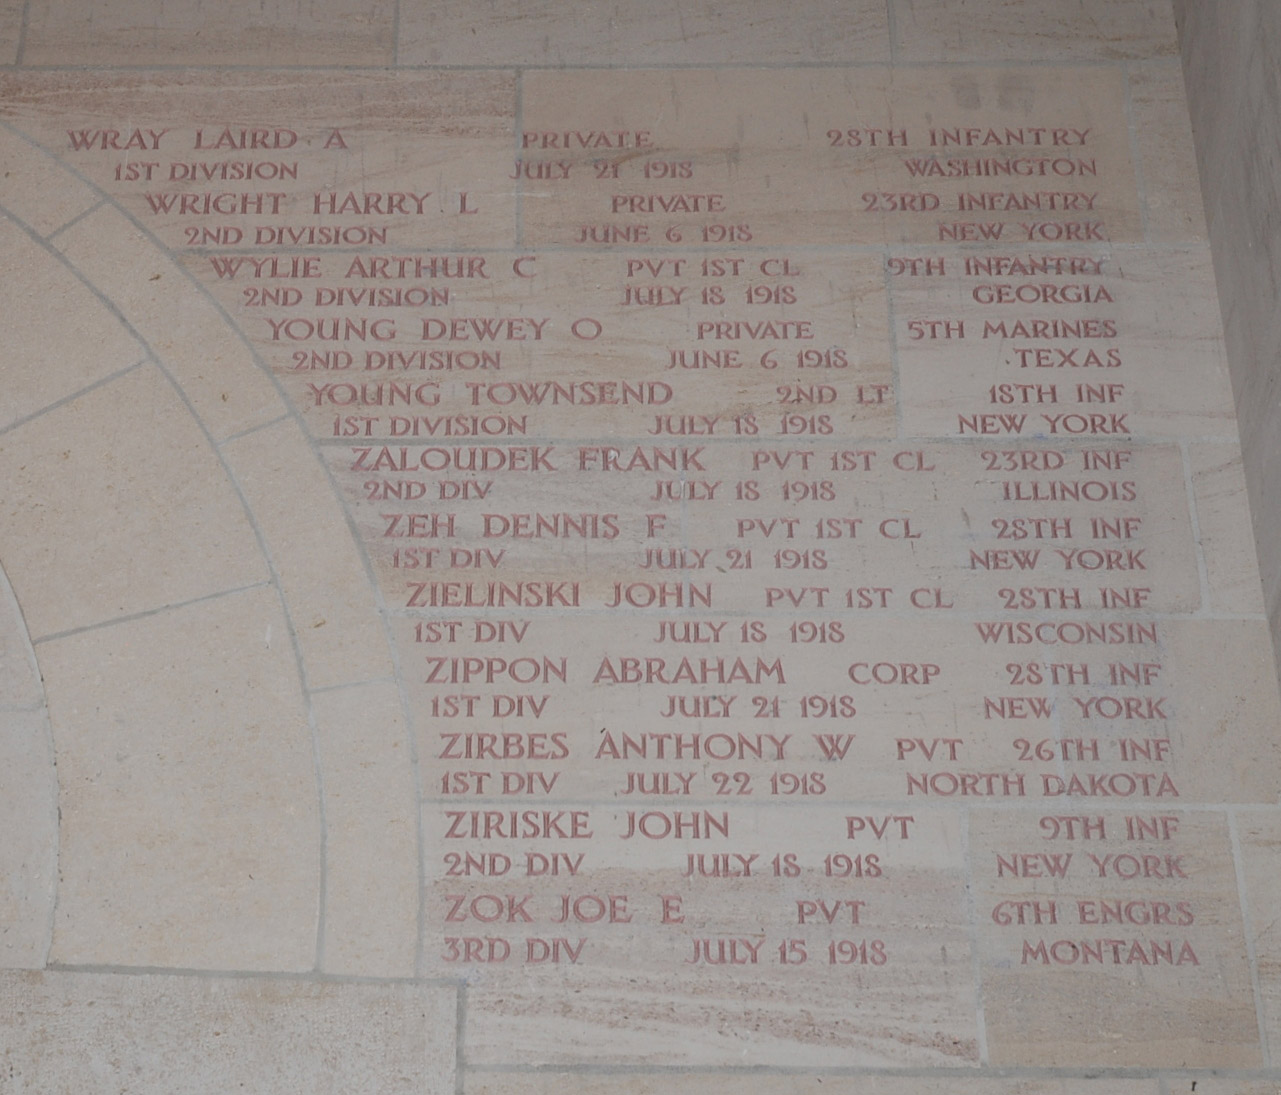 WRAY LAIRD A PRIVATE 28TH INFANTRY
1ST DIVISION JULY 21 1918 WASHINGTON
WRIGHT HARRY L PRIVATE 23RD INFANTRY
2ND DIVISION JUNE 6 1918 NEW YORK
WYLIE ARTHUR C PVT 1ST CL 9TH INFANTRY
2ND DIVISION JULY 18 1918 GEORGIA
YOUNG DEWEY O PRIVATE 5TH MARINES
2ND DIVISION JUNE 6 1918 TEXAS
YOUNG TOWNSEND 2ND LT 18TH INF
1ST DIVISION JULY 18 1918 NEW YORK
ZALOUDEK FRANK PVT 1ST CL 23RD INF
2ND DIV JULY 18 1918 ILLINOIS
ZEH DENNIS F PVT 1ST CL 28TH INF
1ST DIV JULY 21 1918 NEW YORK
ZIELINSKI JOHN PVT 1ST CL 28TH INF
1ST DIV JULY 18 1918 WISCONSIN
ZIPPON ABRAHAM CORP 28TH INF
1ST DIV JULY 21 1918 NEW YORK
ZIRBES ANTHONY W PVT 26TH INF
1ST DIV JULY 22 1918 NORTH DAKOTA
ZIRISKE JOHN PVT 9TH INF
2ND DIV JULY 18 1918 NEW YORK
ZOK JOE E PVT 6TH ENGRS
3RD DIV JULY 15 1918 MONTANA